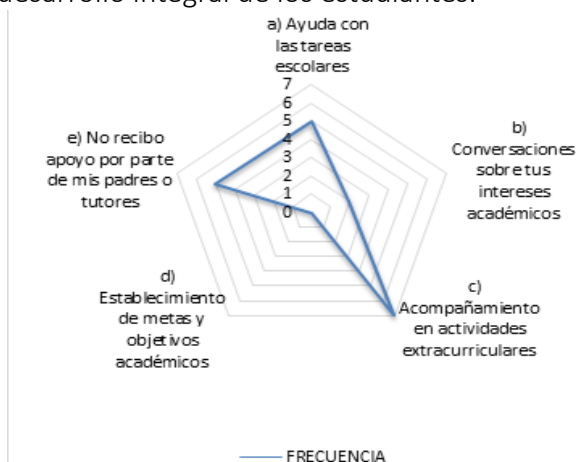 desarrollo integral de los estudiantes.
a) Ayuda con
las tareas
escolares
7
6
5
4
3
2
1
0
b)
Conversaciones
sobre tus
intereses
académicos
c)
Acompañamiento
en actividades
extracurriculares
d)
Establecimiento
de metas y
objetivos
académicos
e) No recibo
apoyo por parte
de mis padres o
tutores
FRECUENCIA